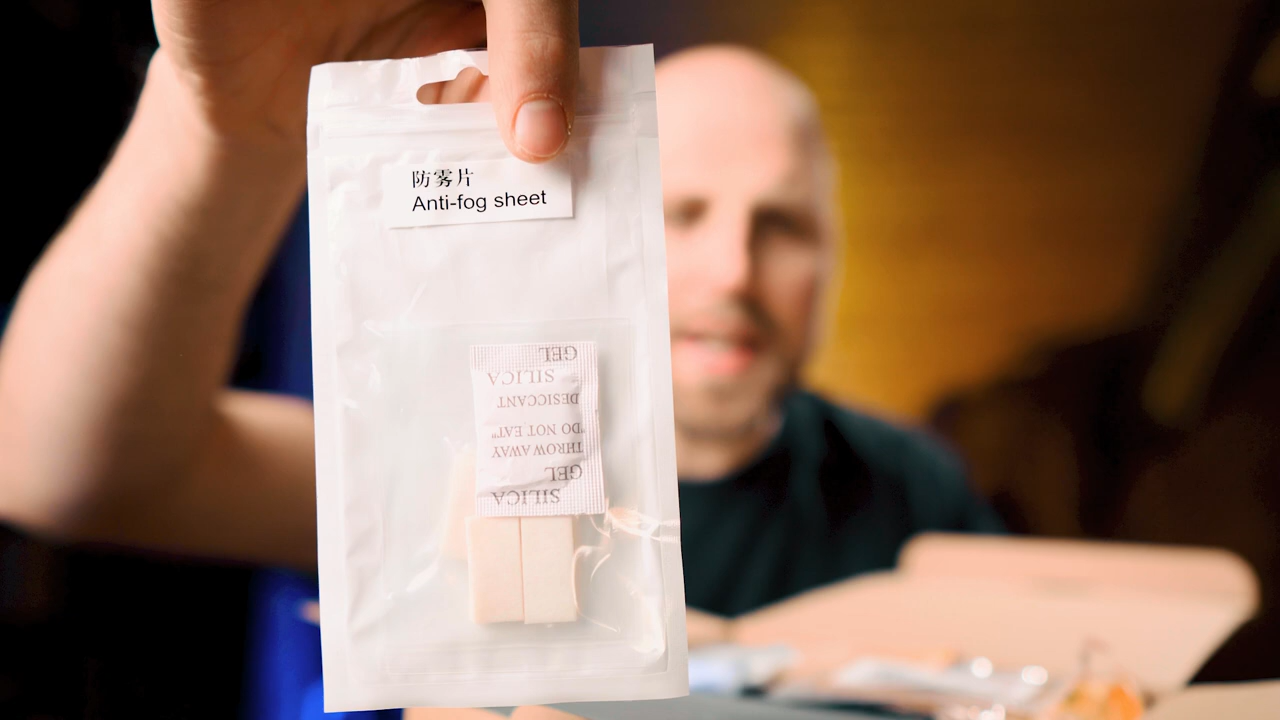 防雾片
Anti-fog sheet
SILICA
GEL
THROW AWAY
"DO NOT EAT"
DESICCANT
SILICA
GEL